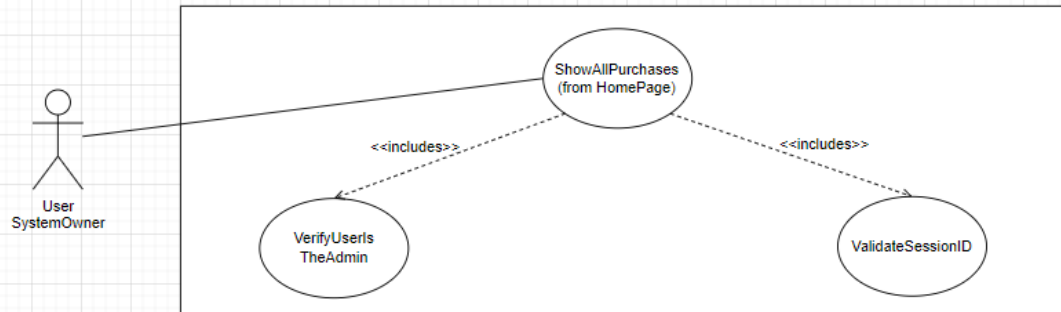 ShowAllPurchases
(from HomePage)
<<includes>>
<<includes>>
User
SystemOwner
VerifyUserIs
TheAdmin
ValidateSessionID